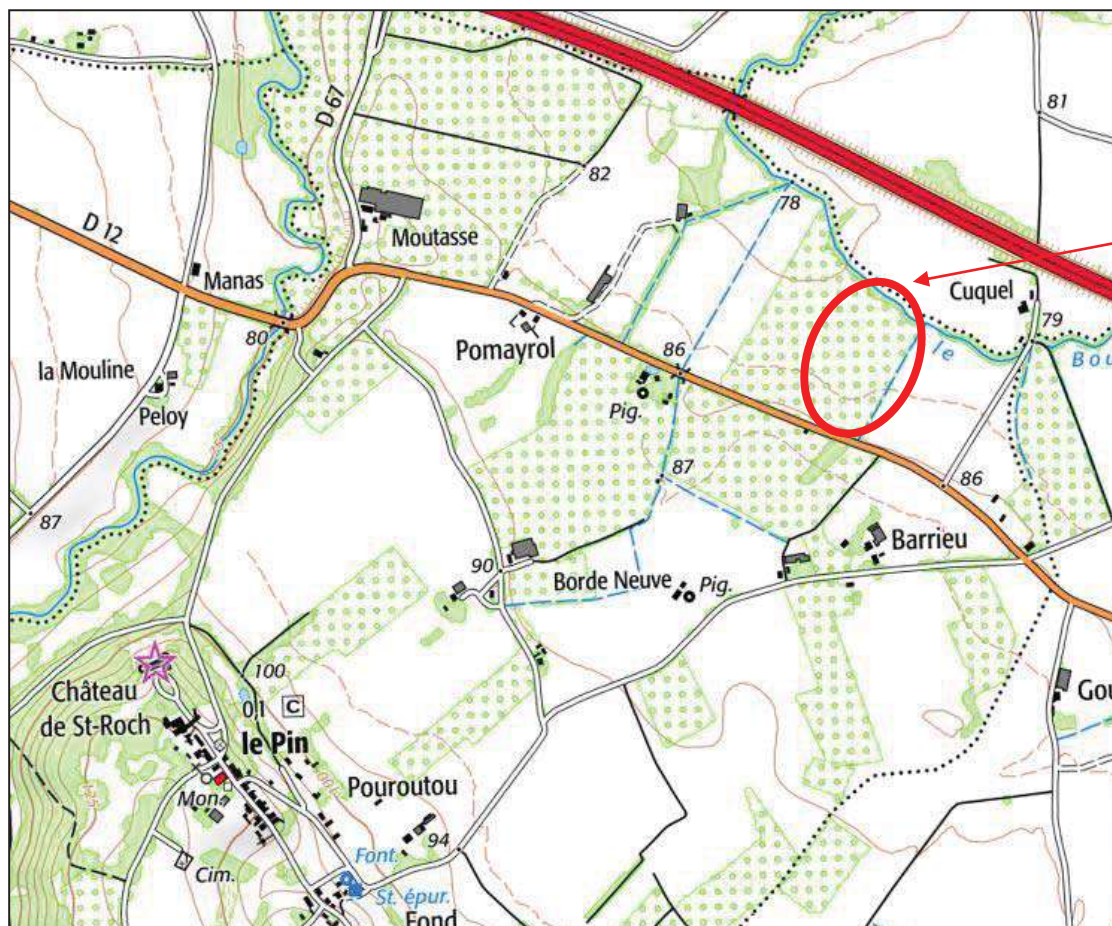 D 67
81
82
D 12
Moutasse
78
Manas
Cuquel
80
79
la Mouline
Pomayrol
86
le
Bou
Peloy
Pig.
87
86
87
Barrieu
90
Borde Neuve
Pig.
100
Château
de St-Roch
0,1
C
le Pin
Gou
Pouroutou
Mon.
94
Cim.
Font.
St. épur.
Fond